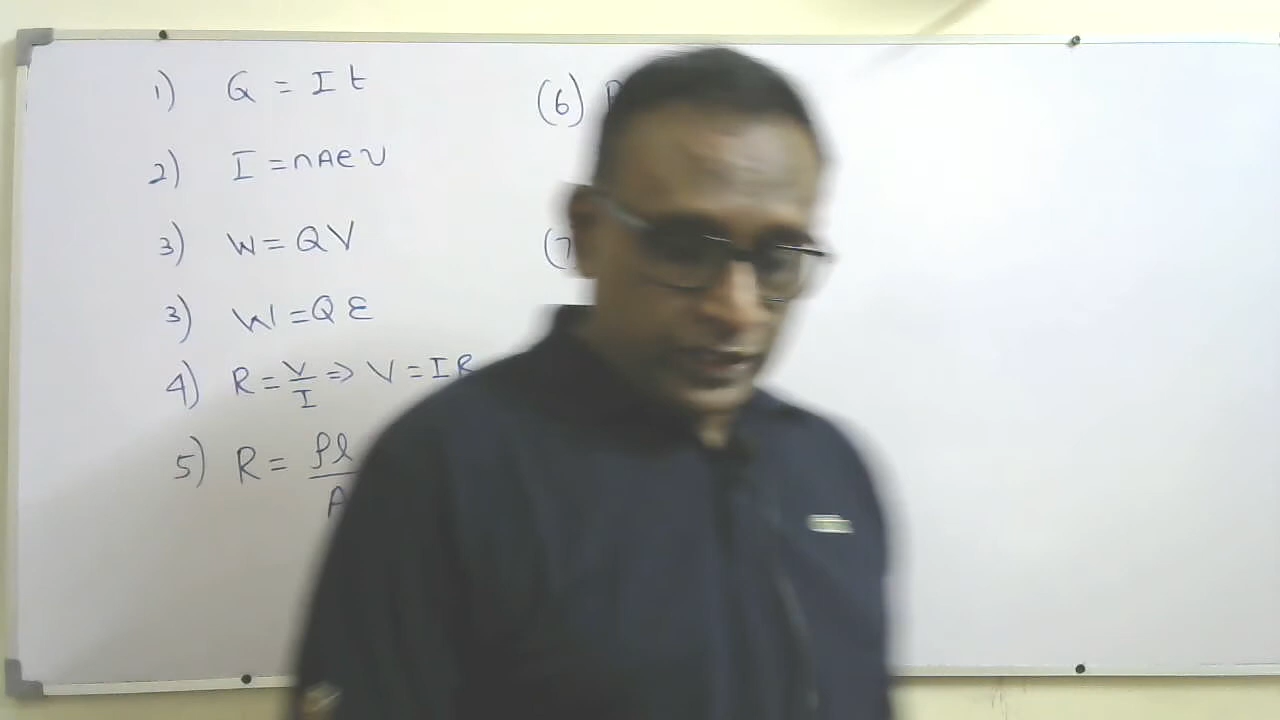 1) Q = It
2) I = nAev
3) W = QV
3) W = QE
4) R = V/I ⇒ V = IR
5) R = ρl/A
(6)
(7